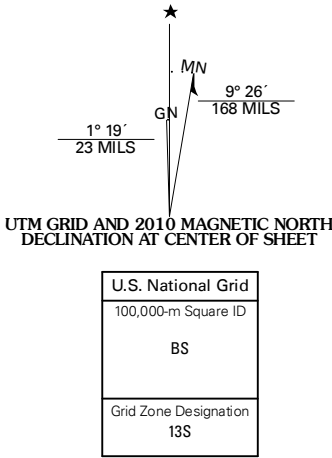 MN
GN
9° 26´
168 MILS
1° 19´
23 MILS
UTM GRID AND 2010 MAGNETIC NORTH
DECLINATION AT CENTER OF SHEET
U.S. National Grid
100,000-m Square ID
BS
Grid Zone Designation
13S